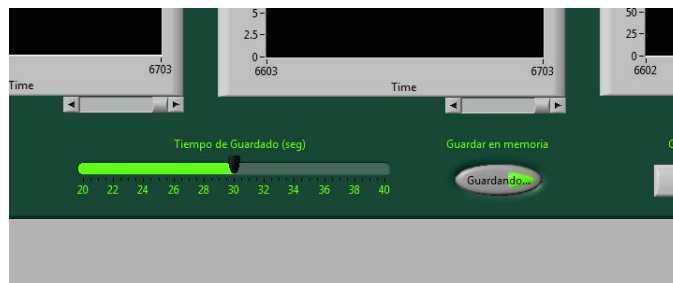 5
2.5
0
6703
Time
6603
6703
Time
50
25
0
6602
Tiempo de Guardado (seg)
20 22 24 26 28 30 32 34 36 38 40
Guardar en memoria
Guardando...